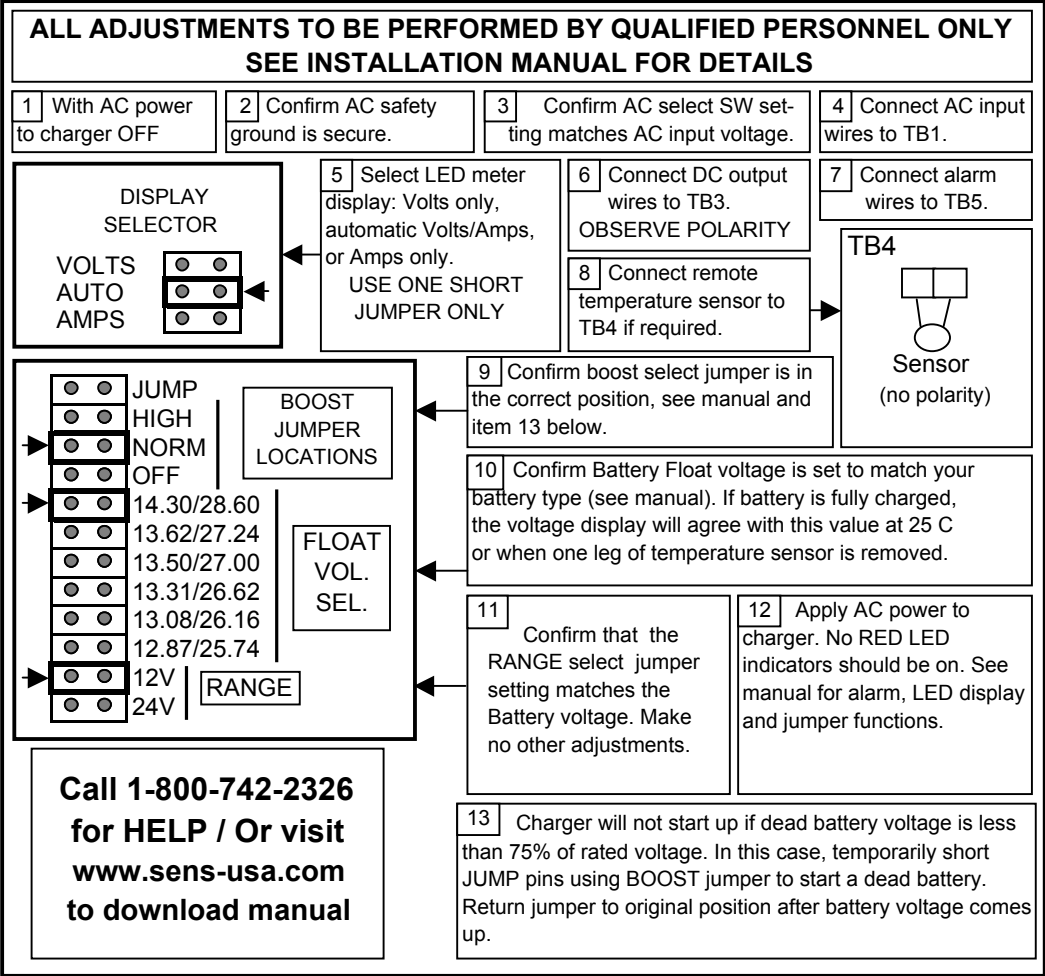 ALL ADJUSTMENTS TO BE PERFORMED BY QUALIFIED PERSONNEL ONLY
SEE INSTALLATION MANUAL FOR DETAILS
1 With AC power
to charger OFF
2 Confirm AC safety
ground is secure.
3 Confirm AC select SW set-
ting matches AC input voltage.
4 Connect AC input
wires to TB1.
DISPLAY
SELECTOR
VOLTS
AUTO
AMPS
5 Select LED meter
display: Volts only,
automatic Volts/Amps,
or Amps only.
USE ONE SHORT
JUMPER ONLY
6 Connect DC output
wires to TB3.
OBSERVE POLARITY
7 Connect alarm
wires to TB5.
8 Connect remote
temperature sensor to
TB4 if required.
TB4
Sensor
(no polarity)
JUMP
HIGH
NORM
OFF
14.30/28.60
13.62/27.24
13.50/27.00
13.31/26.62
13.08/26.16
12.87/25.74
12V
24V
BOOST
JUMPER
LOCATIONS
FLOAT
VOL.
SEL.
RANGE
9 Confirm boost select jumper is in
the correct position, see manual and
item 13 below.
10 Confirm Battery Float voltage is set to match your
battery type (see manual). If battery is fully charged,
the voltage display will agree with this value at 25 C
or when one leg of temperature sensor is removed.
11
Confirm that the
RANGE select jumper
setting matches the
Battery voltage. Make
no other adjustments.
12 Apply AC power to
charger. No RED LED
indicators should be on. See
manual for alarm, LED display
and jumper functions.
Call 1-800-742-2326
for HELP / Or visit
www.sens-usa.com
to download manual
13 Charger will not start up if dead battery voltage is less
than 75% of rated voltage. In this case, temporarily short
JUMP pins using BOOST jumper to start a dead battery.
Return jumper to original position after battery voltage comes
up.